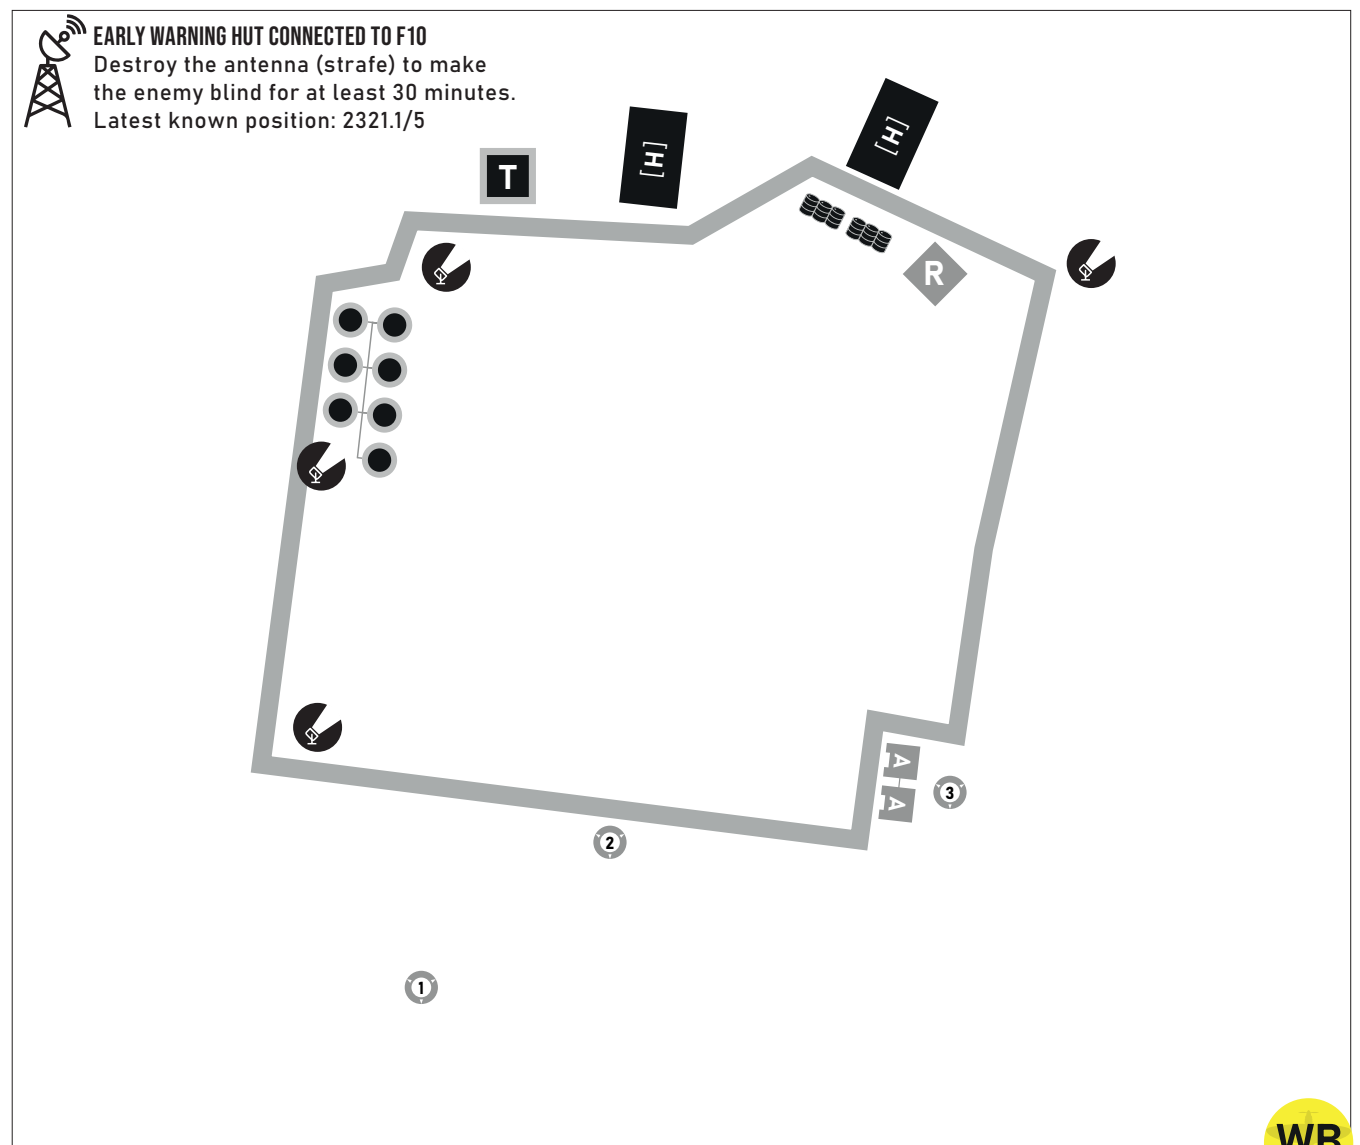 EARLY WARNING HUT CONNECTED TO F10
Destroy the antenna (strafe) to make
the enemy blind for at least 30 minutes.
Latest known position: 2321.1/5
[H]
[H]
T
R
A
A
3
2
1
WB